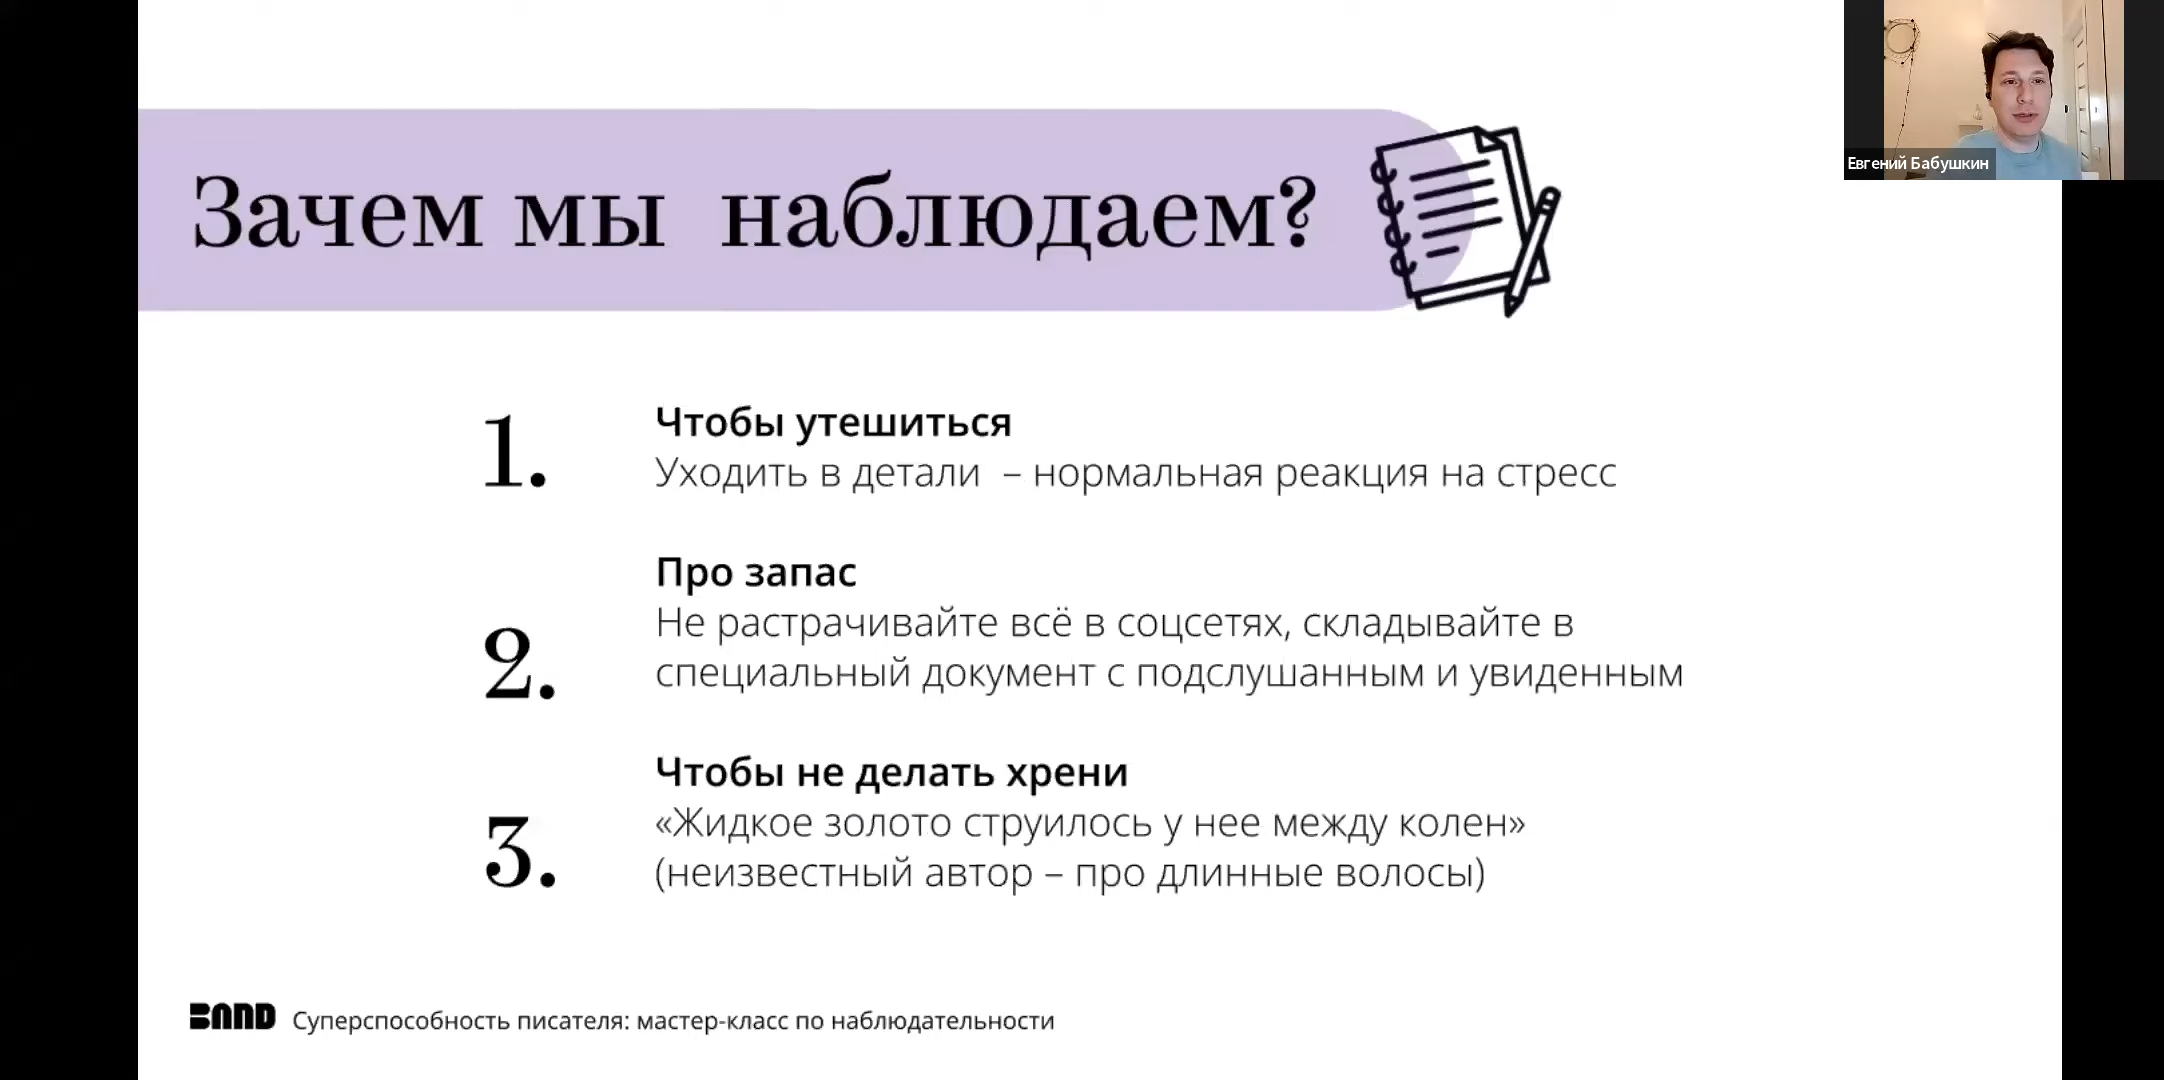 Зачем мы наблюдаем?
Евгений Бабушкин
1.
Чтобы утешиться
Уходить в детали – нормальная реакция на стресс
2.
Про запас
Не растрачивайте всё в соцсетях, складывайте в
специальный документ с подслушанным и увиденным
3.
Чтобы не делать хрени
«Жидкое золото струилось у нее между колен»
(неизвестный автор – про длинные волосы)
BAND Суперспособность писателя: мастер-класс по наблюдательности